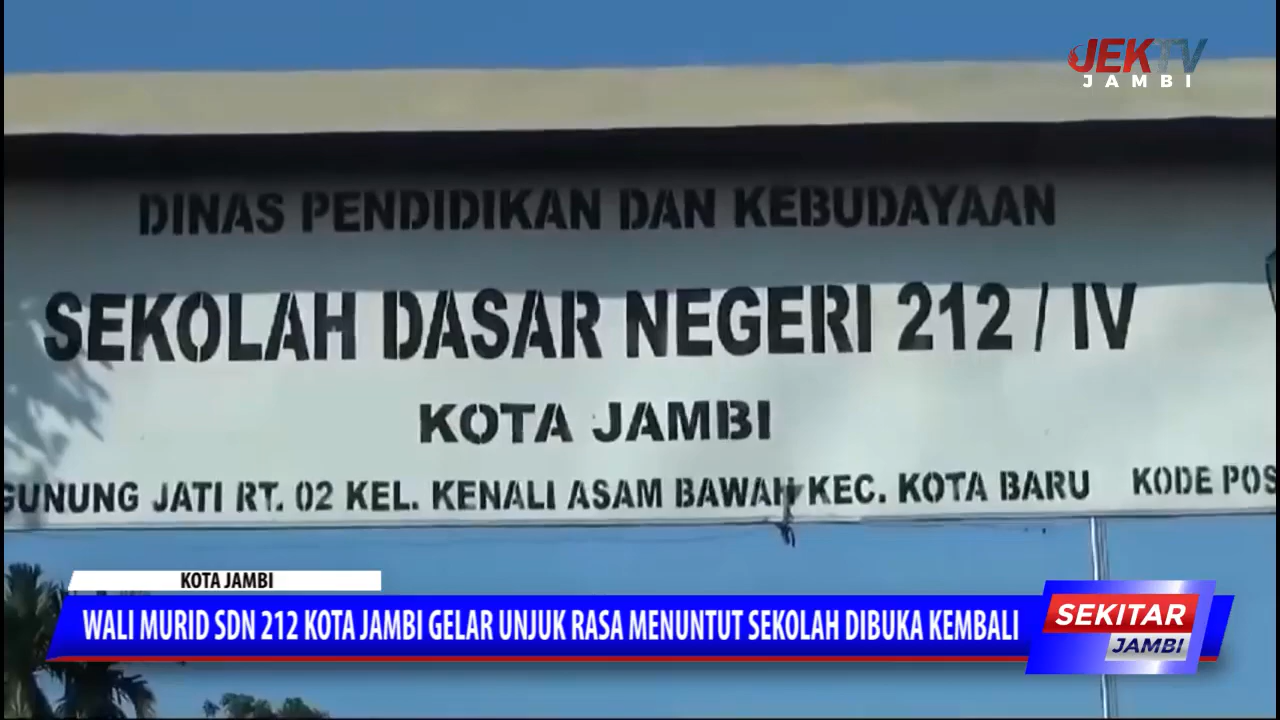 JEKTV
JAMBI
DINAS PENDIDIKAN DAN KEBUDAYAAN
SEKOLAH DASAR NEGERI 212 / IV
KOTA JAMBI
GUNUNG JATI RT. 02 KEL. KENALI ASAM BAWAH KEC. KOTA BARU KODE POS
KOTA JAMBI
WALI MURID SDN 212 KOTA JAMBI GELAR UNJUK RASA MENUNTUT SEKOLAH DIBUKA KEMBALI
SEKITAR
JAMBI